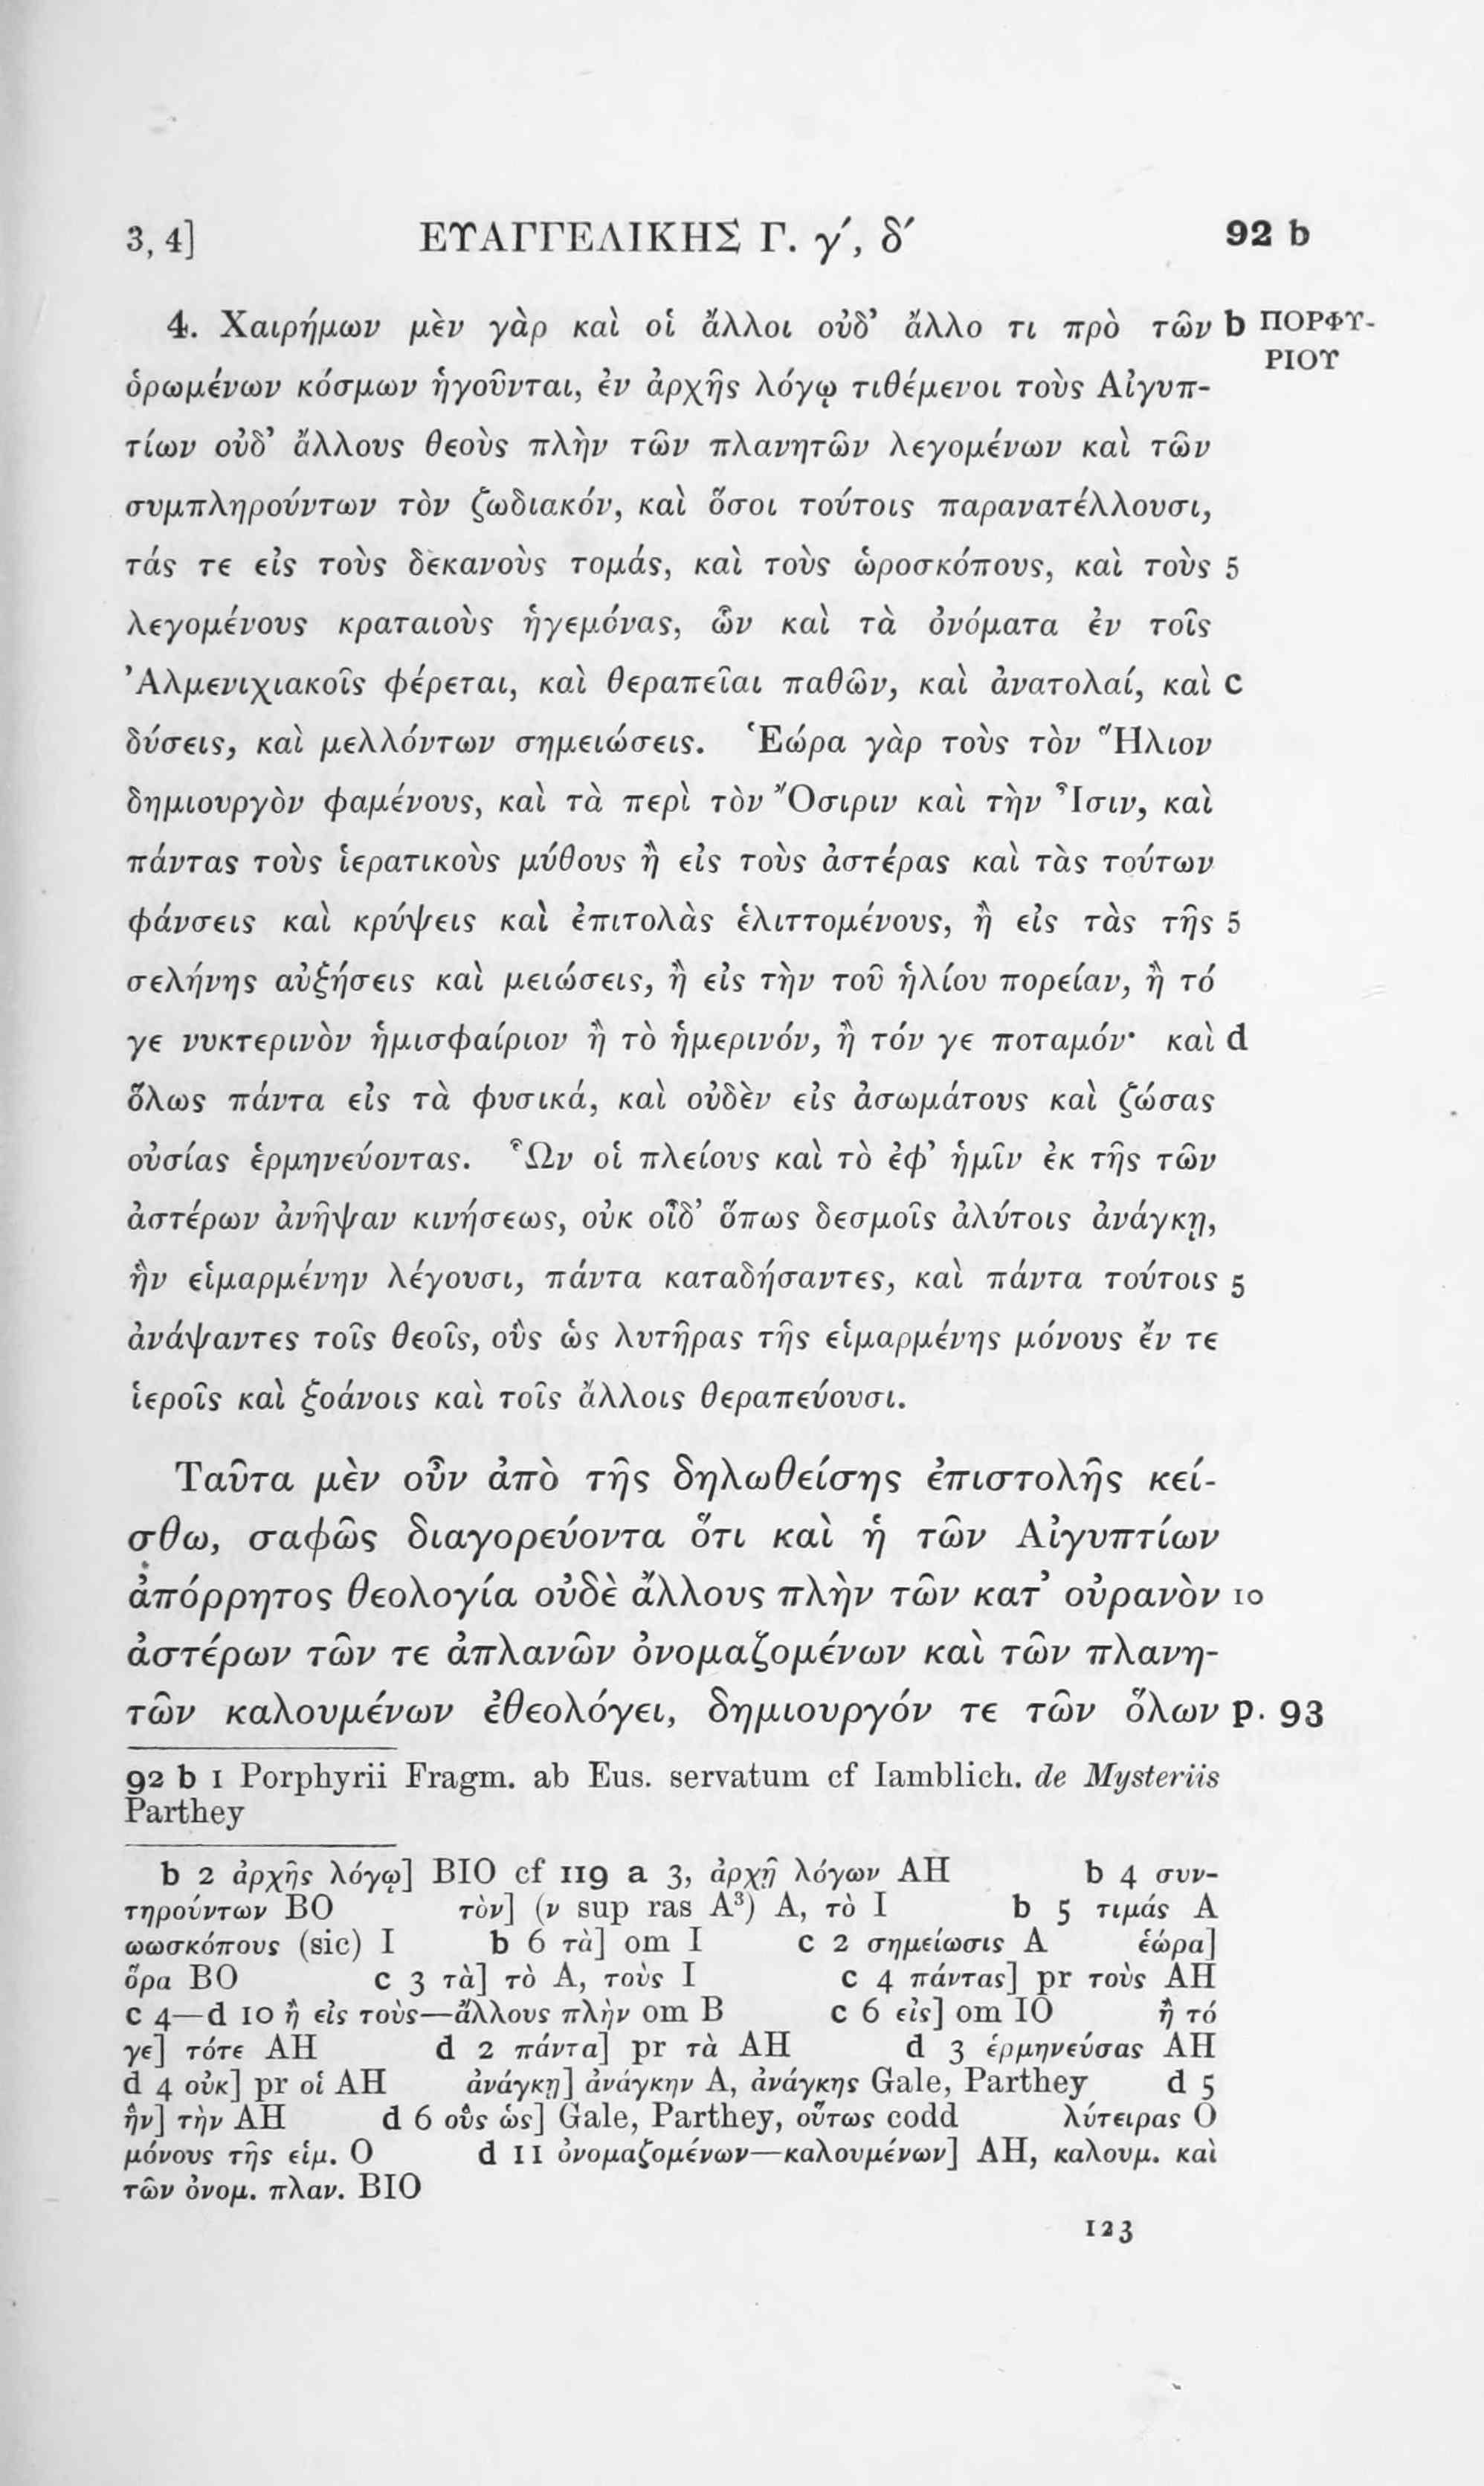 3, 4] ΕΥΑΓΓΕΛΙΚΗΣ Γ. γ´, δ´ 92 b
4. Χαιρήμων μὲν γὰρ καὶ οἱ ἄλλοι οὐδ’ ἄλλο τι πρὸ τῶν b ΠΟΡΦΥ-
ΡΙΟΥ
ὁρωμένων κόσμων ἡγοῦνται, ἐν ἀρχῆς λόγῳ τιθέμενοι τοὺς Αἰγυπ-
τίων οὐδ’ ἄλλους θεοὺς πλὴν τῶν πλανητῶν λεγομένων καὶ τῶν
συμπληρούντων τὸν ζωδιακόν, καὶ ὅσοι τούτοις παρανατέλλουσι,
τάς τε εἰς τοὺς δεκανοὺς τομάς, καὶ τοὺς ὡροσκόπους, καὶ τοὺς 5
λεγομένους κραταιοὺς ἡγεμόνας, ὧν καὶ τὰ ὀνόματα ἐν τοῖς
’Αλμενιχιακοῖς φέρεται, καὶ θεραπεῖαι παθῶν, καὶ ἀνατολαί, καὶ c
δύσεις, καὶ μελλόντων σημειώσεις. Ἑώρα γὰρ τοὺς τὸν Ἥλιον
δημιουργὸν φαμένους, καὶ τὰ περὶ τὸν Ὄσιριν καὶ τὴν Ἶσιν, καὶ
πάντας τοὺς ἱερατικοὺς μύθους ἢ εἰς τοὺς ἀστέρας καὶ τὰς τούτων
φάνσεις καὶ κρύψεις καὶ ἐπιτολὰς ἑλιττομένους, ἢ εἰς τὰς τῆς 5
σελήνης αὐξήσεις καὶ μειώσεις, ἢ εἰς τὴν τοῦ ἡλίου πορείαν, ἢ τό
γε νυκτερινὸν ἡμισφαίριον ἢ τὸ ἡμερινόν, ἢ τόν γε ποταμόν· καὶ d
ὅλως πάντα εἰς τὰ φυσικά, καὶ οὐδὲν εἰς ἀσωμάτους καὶ ζώσας
οὐσίας ἑρμηνεύοντας. Ὧν οἱ πλείους καὶ τὸ ἐφ’ ἡμῖν ἐκ τῆς τῶν
ἀστέρων ἀνῆψαν κινήσεως, οὐκ οἶδ’ ὅπως δεσμοῖς ἀλύτοις ἀνάγκῃ,
ἣν εἱμαρμένην λέγουσι, πάντα καταδήσαντες, καὶ πάντα τούτοις 5
ἀνάψαντες τοῖς θεοῖς, οὓς ὡς λυτῆρας τῆς εἱμαρμένης μόνους ἔν τε
ἱεροῖς καὶ ξοάνοις καὶ τοῖς ἄλλοις θεραπεύουσι.
Ταῦτα μὲν οὖν ἀπὸ τῆς δηλωθείσης ἐπιστολῆς κεί-
σθω, σαφῶς διαγορεύοντα ὅτι καὶ ἡ τῶν Αἰγυπτίων
ἀπόρρητος θεολογία οὐδὲ ἄλλους πλὴν τῶν κατ’ οὐρανὸν 10
ἀστέρων τῶν τε ἀπλανῶν ὀνομαζομένων καὶ τῶν πλανη-
τῶν καλουμένων ἐθεολόγει, δημιουργόν τε τῶν ὅλων p. 93
92 b 1 Porphyrii Fragm. ab Eus. servatum cf Iamblich. de Mysteriis
Parthey
b 2 ἀρχῆς λόγῳ] BIO cf 119 a 3, ἀρχῇ λόγων AH b 4 συν-
τηρούντων BO τὸν] (ν sup ras A³) A, τὸ I b 5 τιμάς A
ωωσκόπους (sic) I b 6 τὰ] om I c 2 σημείωσις A ἑώρα]
ὅρα BO c 3 τὰ] τὸ A, τοὺς I c 4 πάντας] pr τοὺς AH
c 4—d 10 ἢ εἰς τοὺς—ἄλλους πλὴν om B c 6 εἰς] om IO ἢ τό
γε] τότε AH d 2 πάντα] pr τὰ AH d 3 ἑρμηνεύσας AH
d 4 οὐκ] pr οἱ AH ἀνάγκῃ] ἀνάγκην A, ἀνάγκης Gale, Parthey d 5
ἣν] τὴν AH d 6 οὓς ὡς] Gale, Parthey, οὕτως codd λύτειρας O
μόνους τῆς εἱμ. O d 11 ὀνομαζομένων—καλουμένων] AH, καλουμ. καὶ
τῶν ὀνομ. πλαν. BIO
123